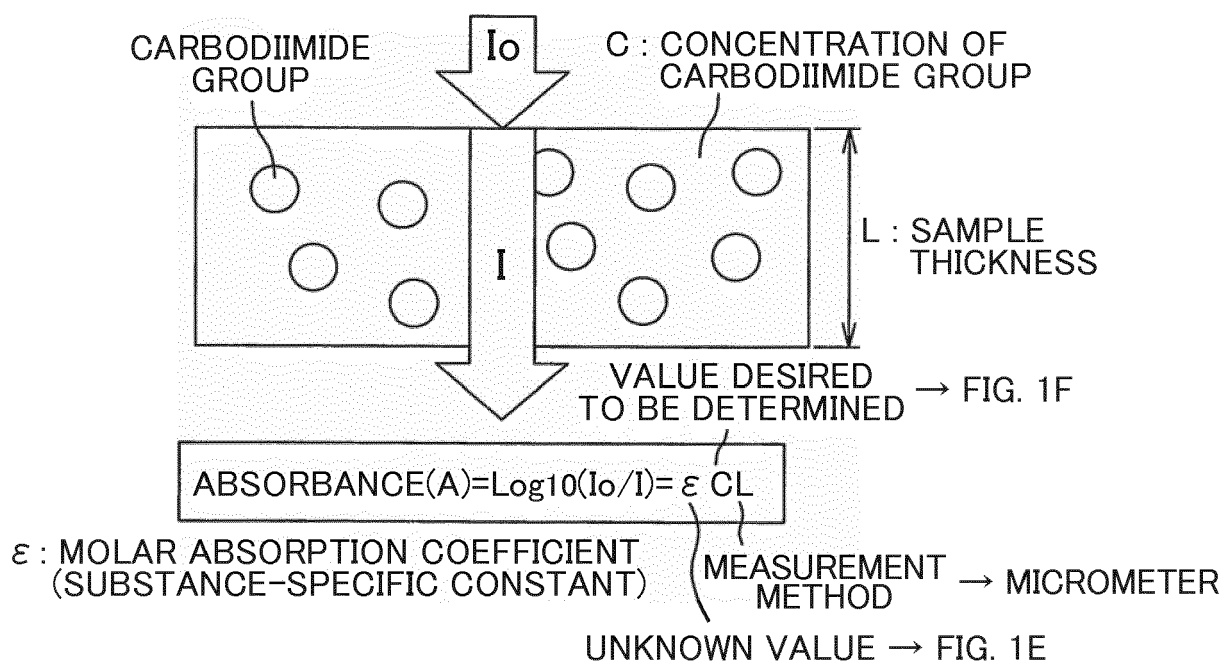 CARBODIIMIDE
GROUP
Io
C : CONCENTRATION OF
CARBODIIMIDE GROUP
I
L : SAMPLE
THICKNESS
VALUE DESIRED
TO BE DETERMINED → FIG. 1F
ABSORBANCE(A)=Log10(Io/I)= ε CL
ε : MOLAR ABSORPTION COEFFICIENT
(SUBSTANCE-SPECIFIC CONSTANT)
MEASUREMENT
METHOD → MICROMETER
UNKNOWN VALUE → FIG. 1E